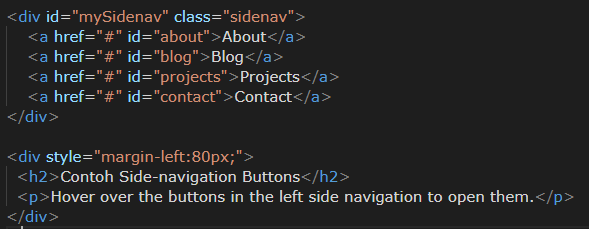 <div id="mySidenav" class="sidenav">
<a href="#" id="about">About</a>
<a href="#" id="blog">Blog</a>
<a href="#" id="projects">Projects</a>
<a href="#" id="contact">Contact</a>
</div>
<div style="margin-left:80px;">
<h2>Contoh Side-navigation Buttons</h2>
<p>Hover over the buttons in the left side navigation to open them.</p>
</div>